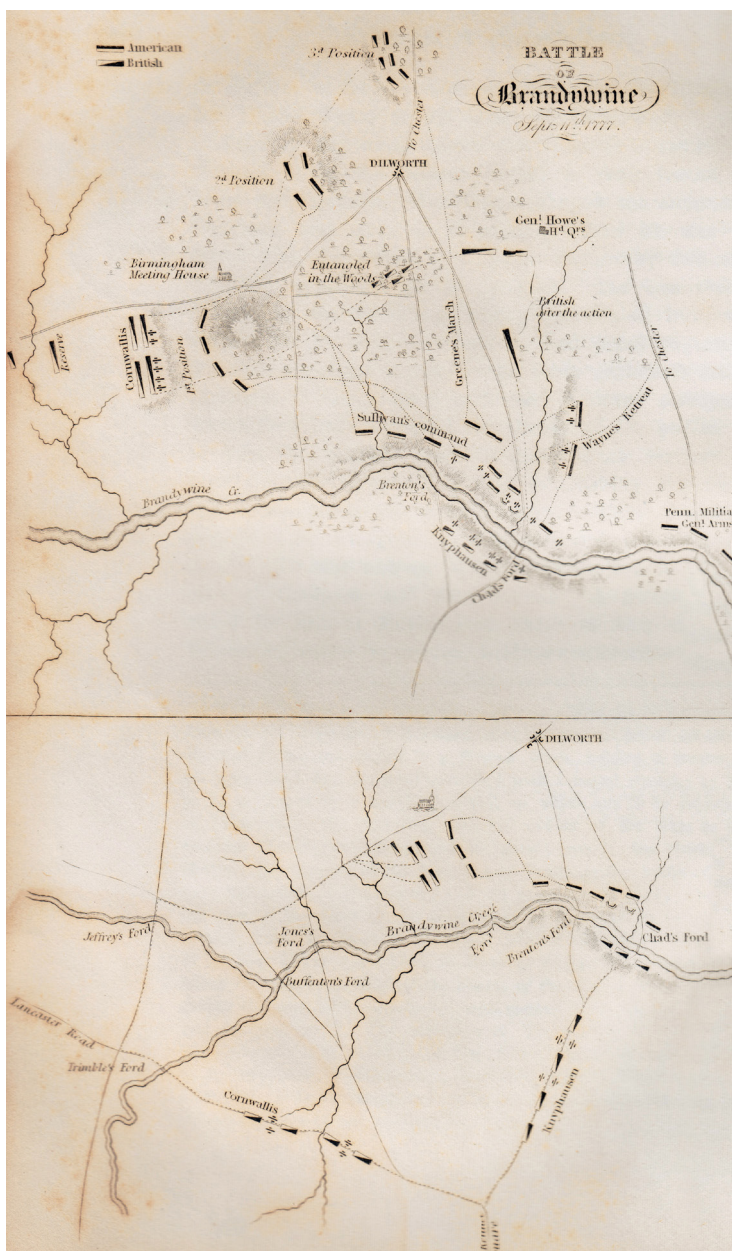 American
British
BATTLE
OF
Brandywine
Sept. 11th 1777.
3d Position
To Chester
DILWORTH
2d Position
Genl Howe's
Hd Qrs
Birmingham
Meeting House
Entangled
in the Woods
British
after the action
Reserve
Cornwallis
1st Position
Greene's March
To Chester
Sullivan's command
Wayne's Retreat
Brandywine Cr.
Brenton's
Ford,
Knyphausen
Chad's Ford
Penn. Militia
Genl Arms
DILWORTH
Jeffrey's Ford
Jones's
Ford
Brandywine Creek
Ford
Brenton's Ford
Chad's Ford
Buffenton's Ford
Lancaster Road
Trimble's Ford
Cornwallis
Knyphausen